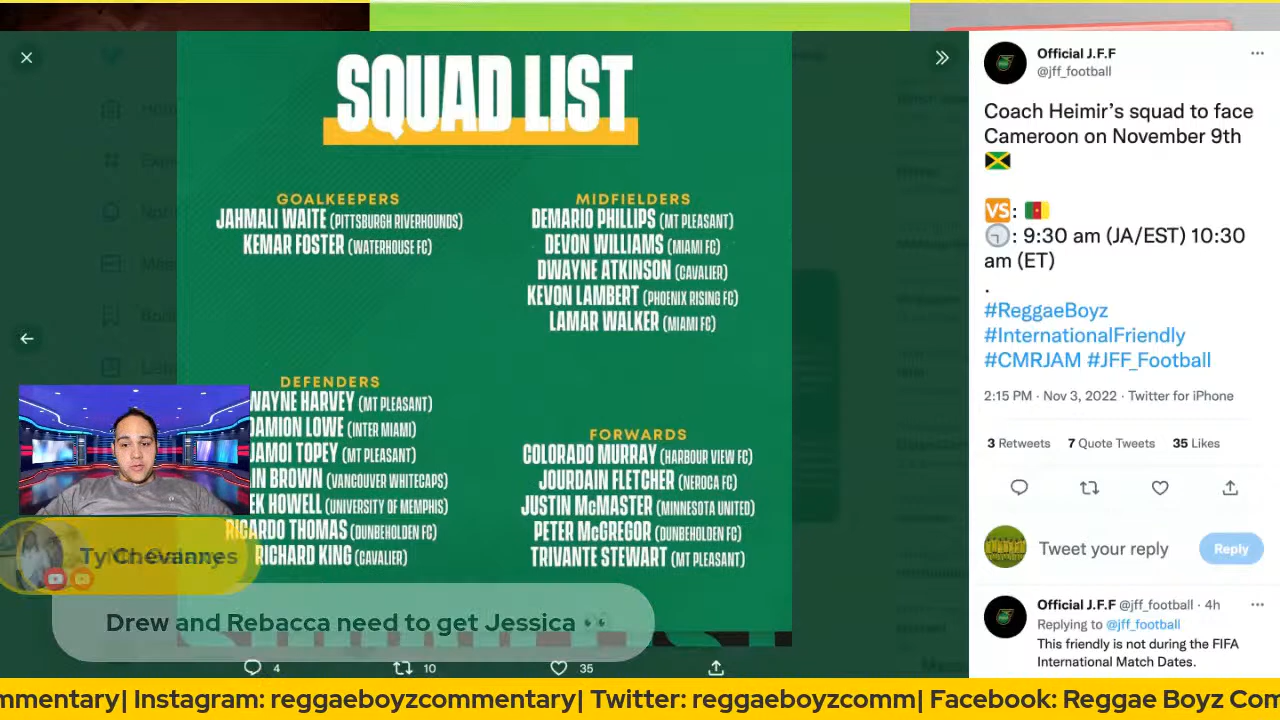 SQUAD LIST
GOALKEEPERS
JAHMALI WAITE (PITTSBURGH RIVERHOUNDS)
KEMAR FOSTER (WATERHOUSE FC)
DEFENDERS
WAYNE HARVEY (MT PLEASANT)
DAMION LOWE (INTER MIAMI)
JAMOI TOPEY (MT PLEASANT)
IN BROWN (VANCOUVER WHITECAPS)
EK HOWELL (UNIVERSITY OF MEMPHIS)
RICARDO THOMAS (DUNBEHOLDEN FC)
RICHARD KING (CAVALIER)
MIDFIELDERS
DEMARIO PHILLIPS (MT PLEASANT)
DEVON WILLIAMS (MIAMI FC)
DWAYNE ATKINSON (CAVALIER)
KEVON LAMBERT (PHOENIX RISING FC)
LAMAR WALKER (MIAMI FC)
FORWARDS
COLORADO MURRAY (HARBOUR VIEW FC)
JOURDAIN FLETCHER (NEROCA FC)
JUSTIN McMASTER (MINNESOTA UNITED)
PETER McGREGOR (DUNBEHOLDEN FC)
TRIVANTE STEWART (MT PLEASANT)
Ty Chevannes
Drew and Rebacca need to get Jessica 👀
4 10 35
Official J.F.F
@jff_football
Coach Heimir’s squad to face
Cameroon on November 9th
🇯🇲
🆚: 🇨🇲
🕤: 9:30 am (JA/EST) 10:30
am (ET)
.
#ReggaeBoyz
#InternationalFriendly
#CMRJAM #JFF_Football
2:15 PM · Nov 3, 2022 · Twitter for iPhone
3 Retweets 7 Quote Tweets 35 Likes
Tweet your reply Reply
Official J.F.F @jff_football · 4h
Replying to @jff_football
This friendly is not during the FIFA
International Match Dates.
mmentary| Instagram: reggaeboyzcommentary| Twitter: reggaeboyzcomm| Facebook: Reggae Boyz Com